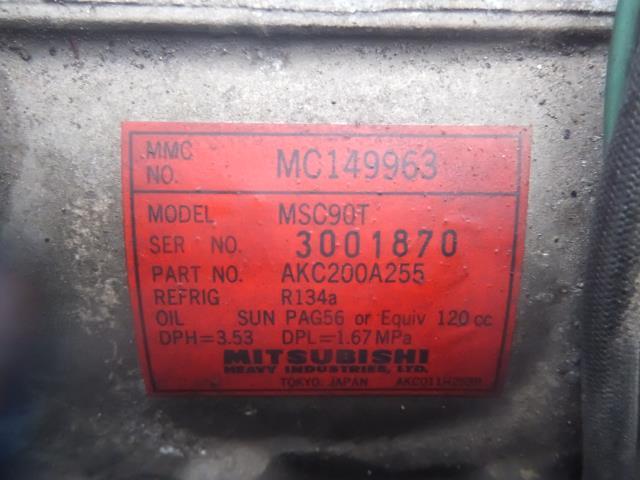 MMC NO. MC149963
MODEL MSC90T
SER NO. 3001870
PART NO. AKC200A255
REFRIG R134a
OIL SUN PAG56 or Equiv 120 cc
DPH=3.53 DPL=1.67 MPa
MITSUBISHI
HEAVY INDUSTRIES, LTD.
TOKYO, JAPAN